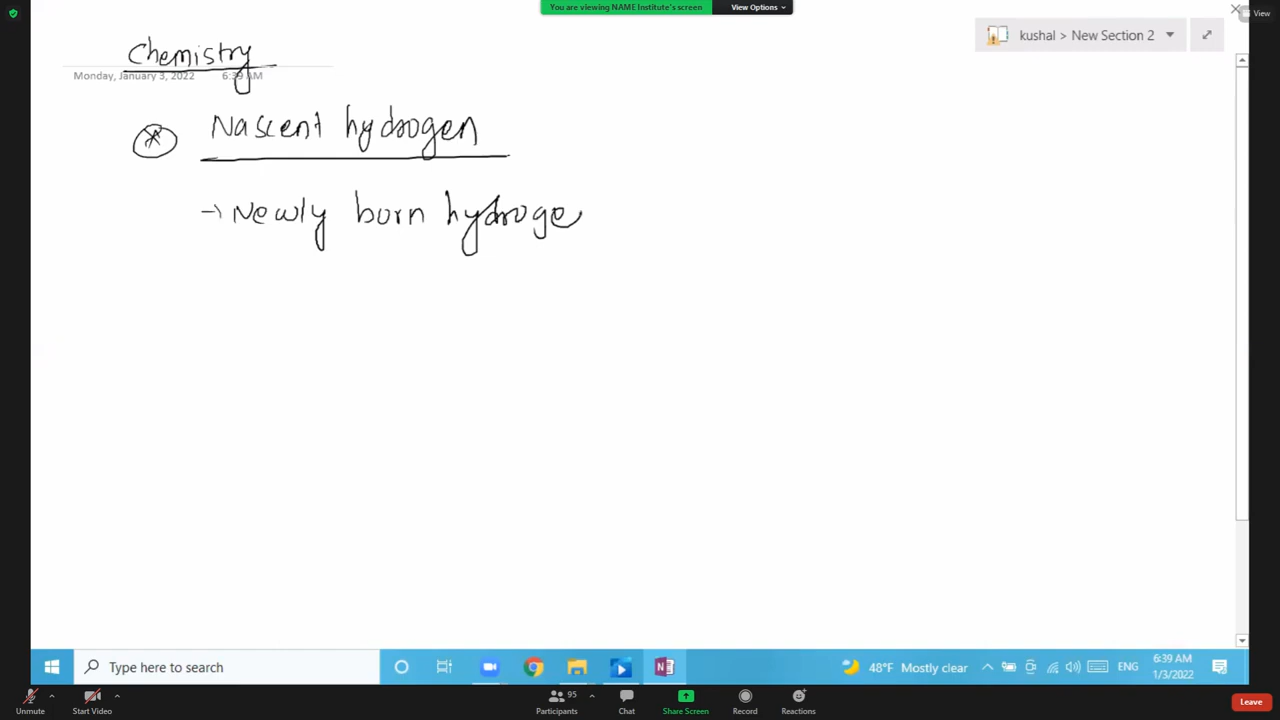 You are viewing NAME Institute's screen
View Options
View
kushal > New Section 2
Chemistry
Monday, January 3, 2022 6:39 AM
Nascent hydrogen
→ Newly born hydroge
Type here to search
48°F Mostly clear
ENG
6:39 AM
1/3/2022
Unmute
Start Video
95
Participants
Chat
Share Screen
Record
Reactions
Leave